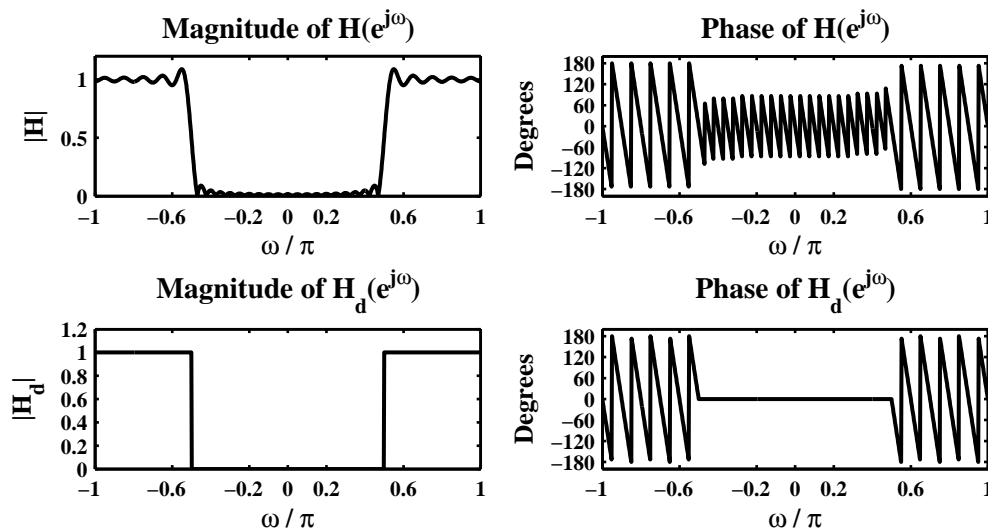 Magnitude of H(e^{jω})
|H|
1
0.5
0
−1 −0.6 −0.2 0 0.2 0.6 1
ω / π
Phase of H(e^{jω})
Degrees
180
120
60
0
−60
−120
−180
−1 −0.6 −0.2 0 0.2 0.6 1
ω / π
Magnitude of H_d(e^{jω})
|H_d|
1.2
1
0.8
0.6
0.4
0.2
0
−1 −0.6 −0.2 0 0.2 0.6 1
ω / π
Phase of H_d(e^{jω})
Degrees
180
120
60
0
−60
−120
−180
−1 −0.6 −0.2 0 0.2 0.6 1
ω / π